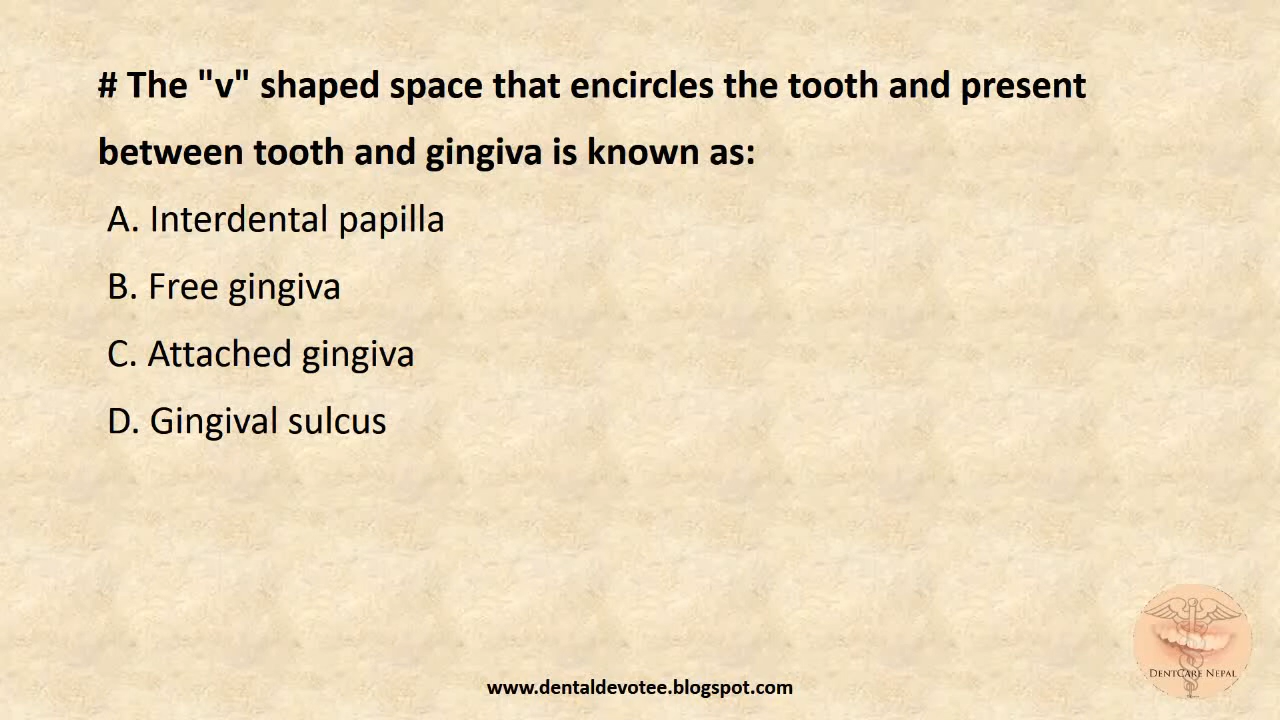 # The "v" shaped space that encircles the tooth and present
between tooth and gingiva is known as:
A. Interdental papilla
B. Free gingiva
C. Attached gingiva
D. Gingival sulcus
DentCare Nepal
www.dentaldevotee.blogspot.com